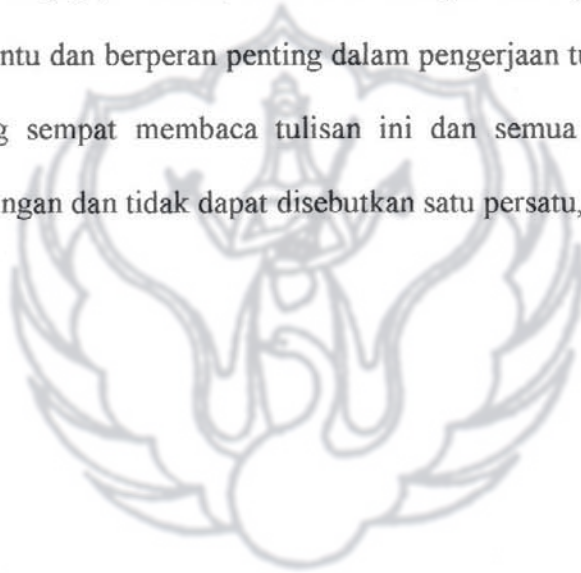 ntu dan berperan penting dalam pengerjaan tu
g sempat membaca tulisan ini dan semua
ngan dan tidak dapat disebutkan satu persatu,